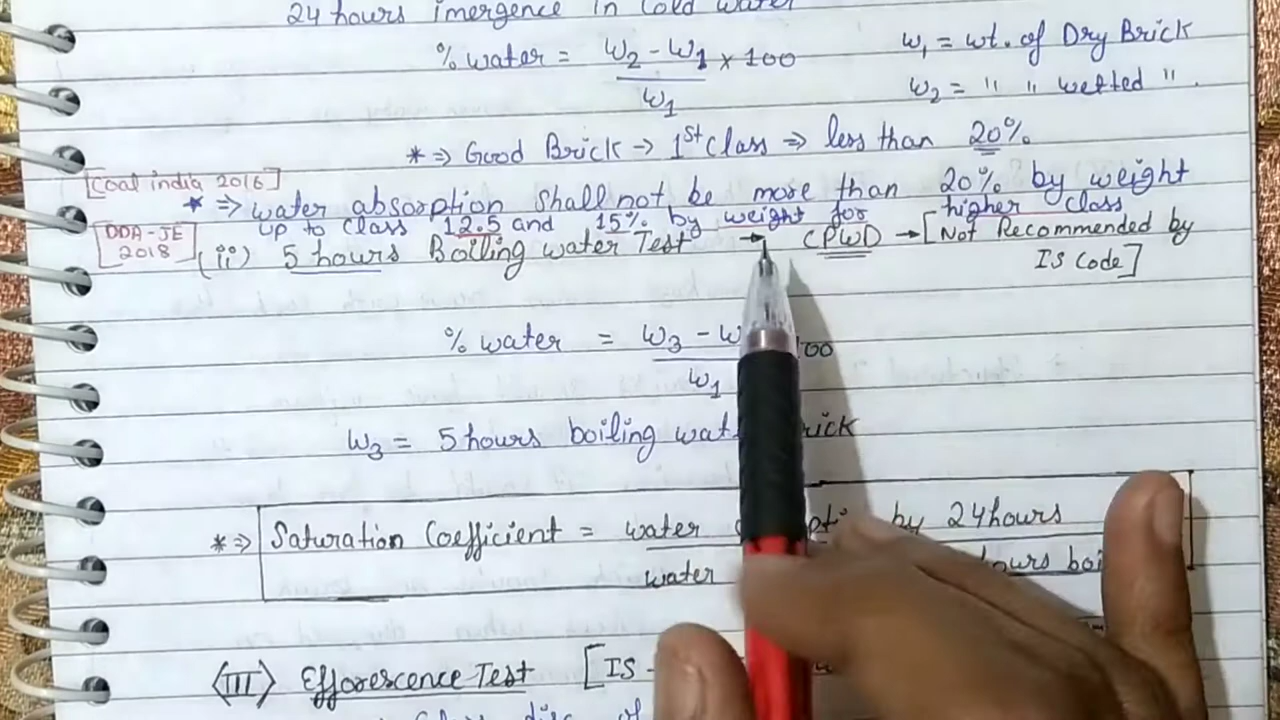 24 hours imergence in Cold water
% water = W2 - W1 / W1 × 100
W1 = wt. of Dry Brick
W2 = " " wetted ".
* ⇒ Good Brick → 1st Class ⇒ less than 20%
[Coal india 2016]
* ⇒ water absorption shall not be more than 20% by weight
up to class 12.5 and 15% by weight for higher class
[DDA-JE 2018]
(ii) 5 hours Boiling water Test → CPWD → [Not Recommended by
IS Code]
% water = W3 - W / W1 100
W3 = 5 hours boiling
* ⇒ Saturation Coefficient = water by 24 hours
water
(III) Efflorescence Test [IS -
of